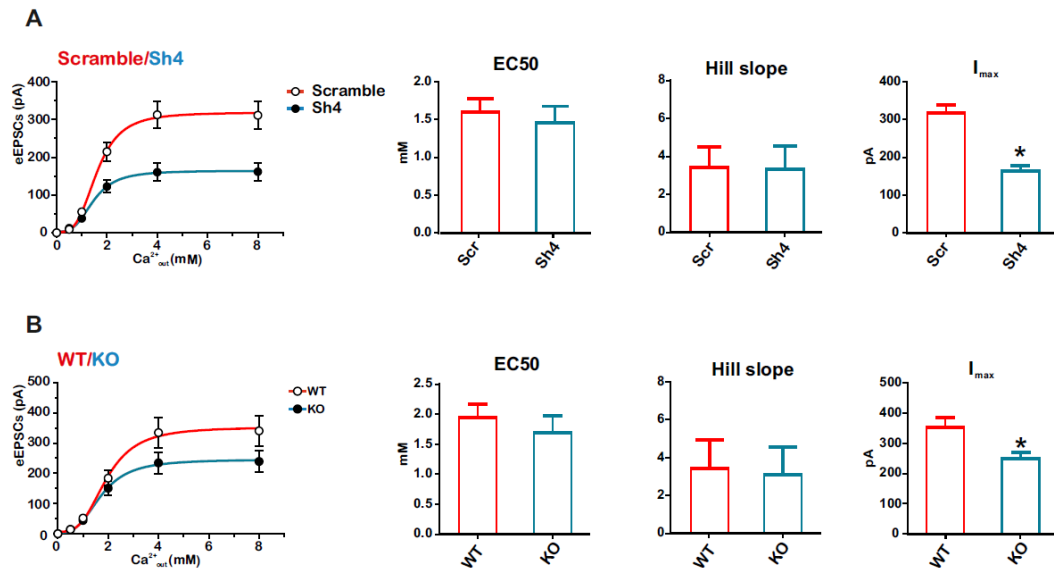 A
Scramble/Sh4
eEPSCs (pA)
400
300
200
100
0
0 2 4 6 8
Ca²⁺out (mM)
Scramble
Sh4
EC50
mM
2.0
1.5
1.0
0.5
0.0
Scr Sh4
Hill slope
8
6
4
2
0
Scr Sh4
Imax
pA
400
300
200
100
0
*
Scr Sh4
B
WT/KO
eEPSCs (pA)
500
400
300
200
100
0
0 2 4 6 8
Ca²⁺out (mM)
WT
KO
EC50
mM
2.5
2.0
1.5
1.0
0.5
0.0
WT KO
Hill slope
8
6
4
2
0
WT KO
Imax
pA
500
400
300
200
100
0
*
WT KO